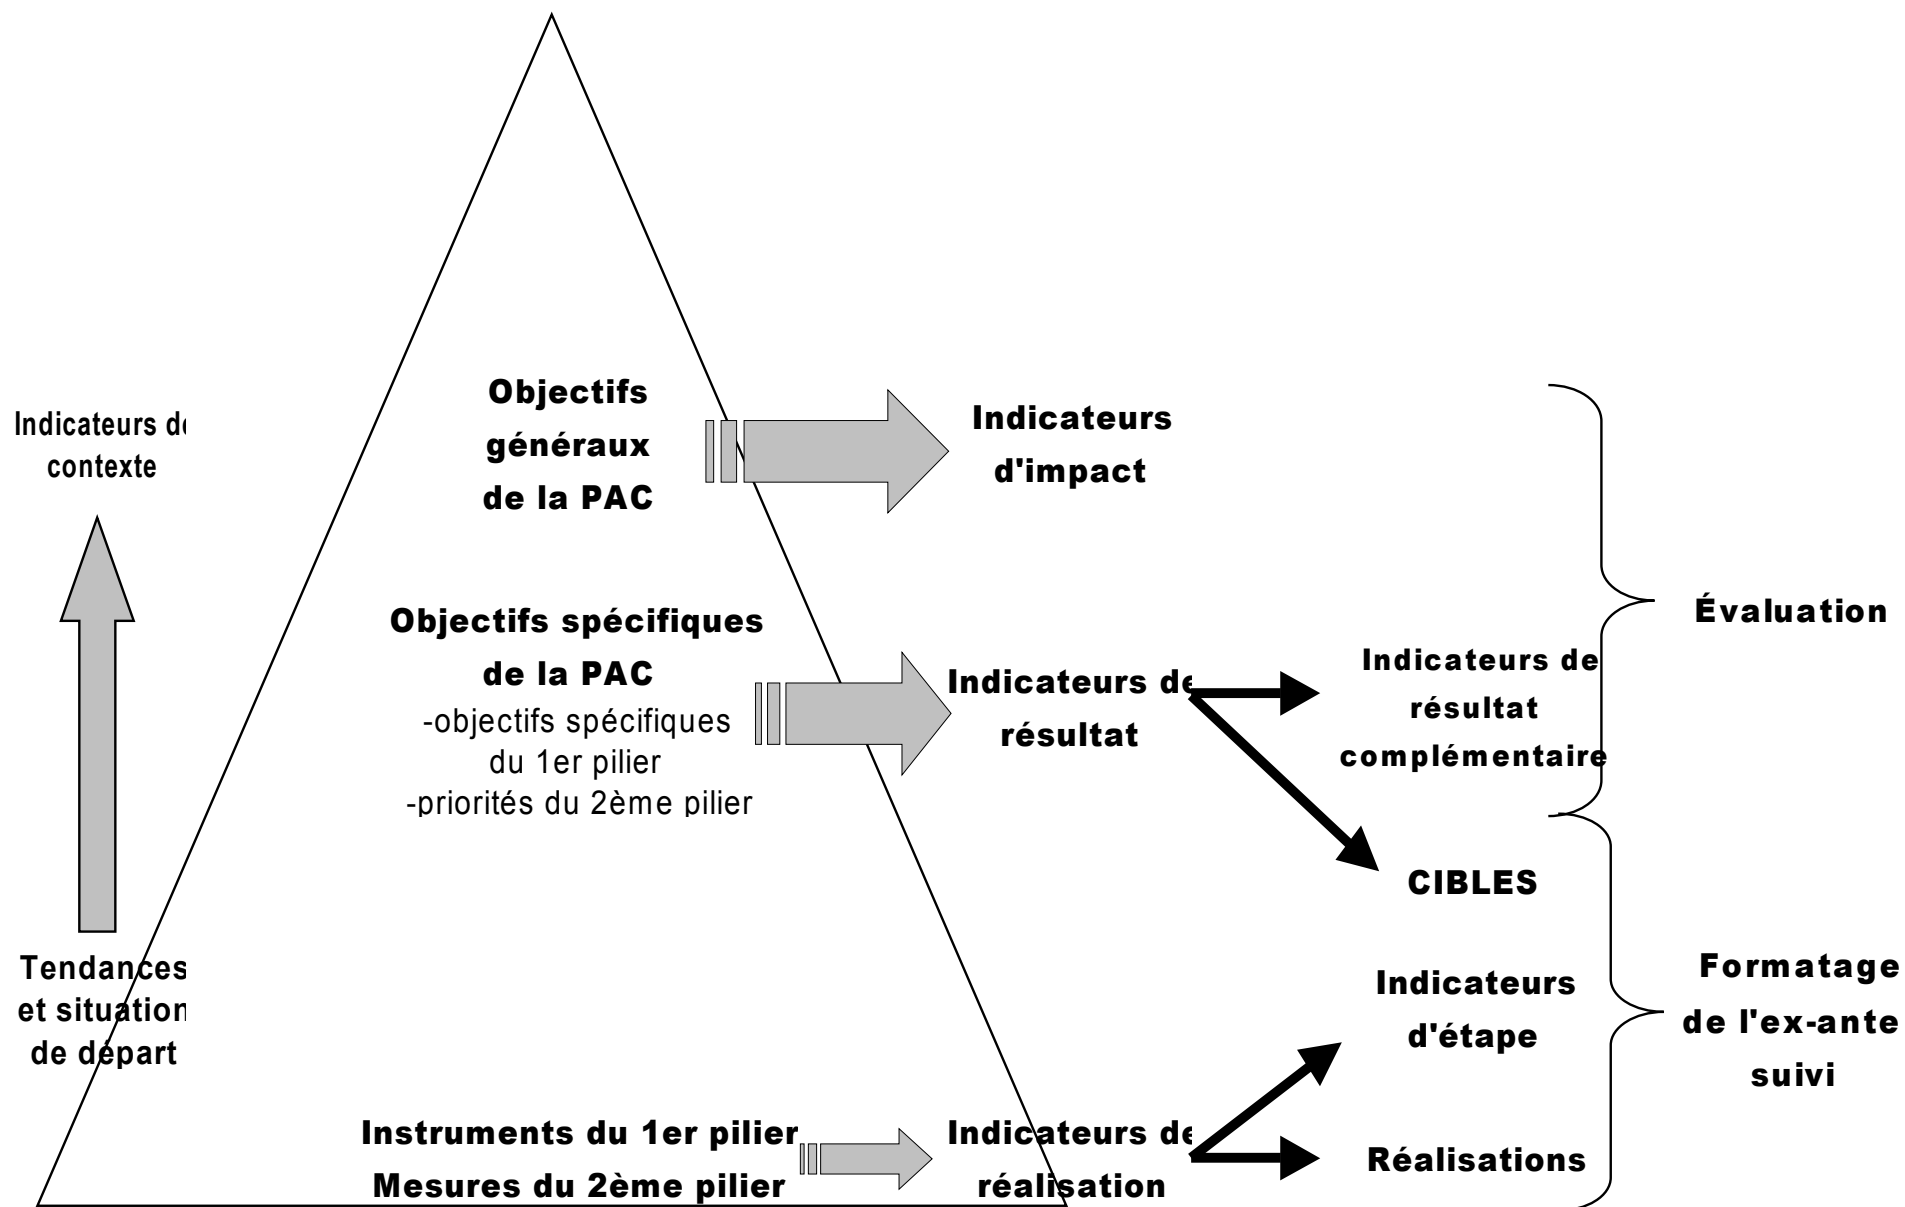 Objectifs
généraux
de la PAC
Indicateurs
d'impact
Indicateurs de
contexte
Objectifs spécifiques
de la PAC
-objectifs spécifiques
du 1er pilier
-priorités du 2ème pilier
Indicateurs de
résultat
Indicateurs de
résultat
complémentaire
Évaluation
CIBLES
Tendances
et situation
de départ
Indicateurs
d'étape
Formatage
de l'ex-ante
suivi
Instruments du 1er pilier
Mesures du 2ème pilier
Indicateurs de
réalisation
Réalisations